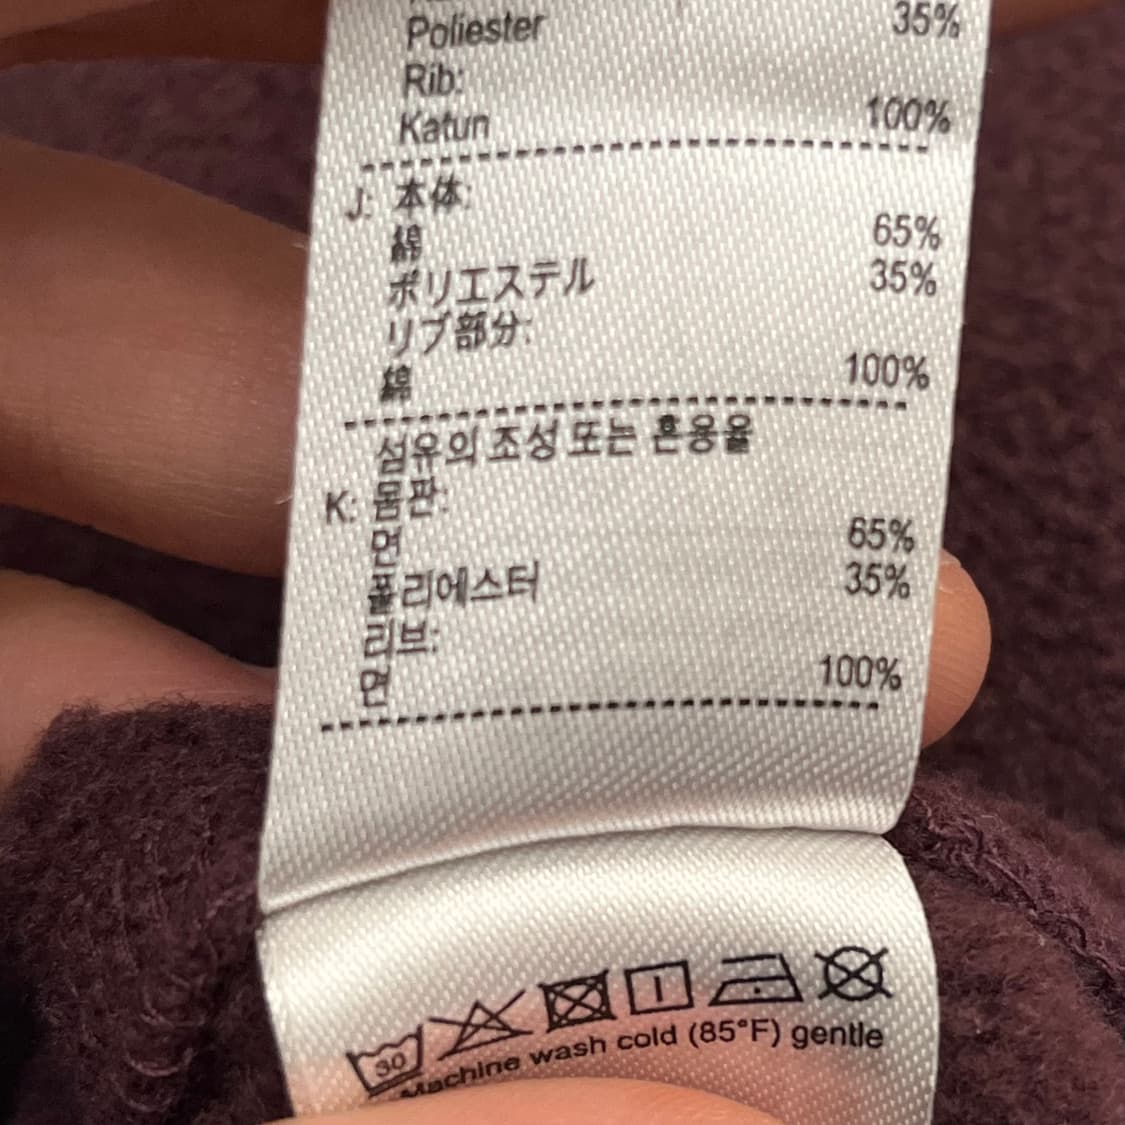 Poliester 35%
Rib:
Katun 100%
J: 本体:
綿 65%
ポリエステル 35%
リブ部分:
綿 100%
섬유의 조성 또는 혼용율
K: 몸판:
면 65%
폴리에스터 35%
리브:
면 100%
30
Machine wash cold (85°F) gentle